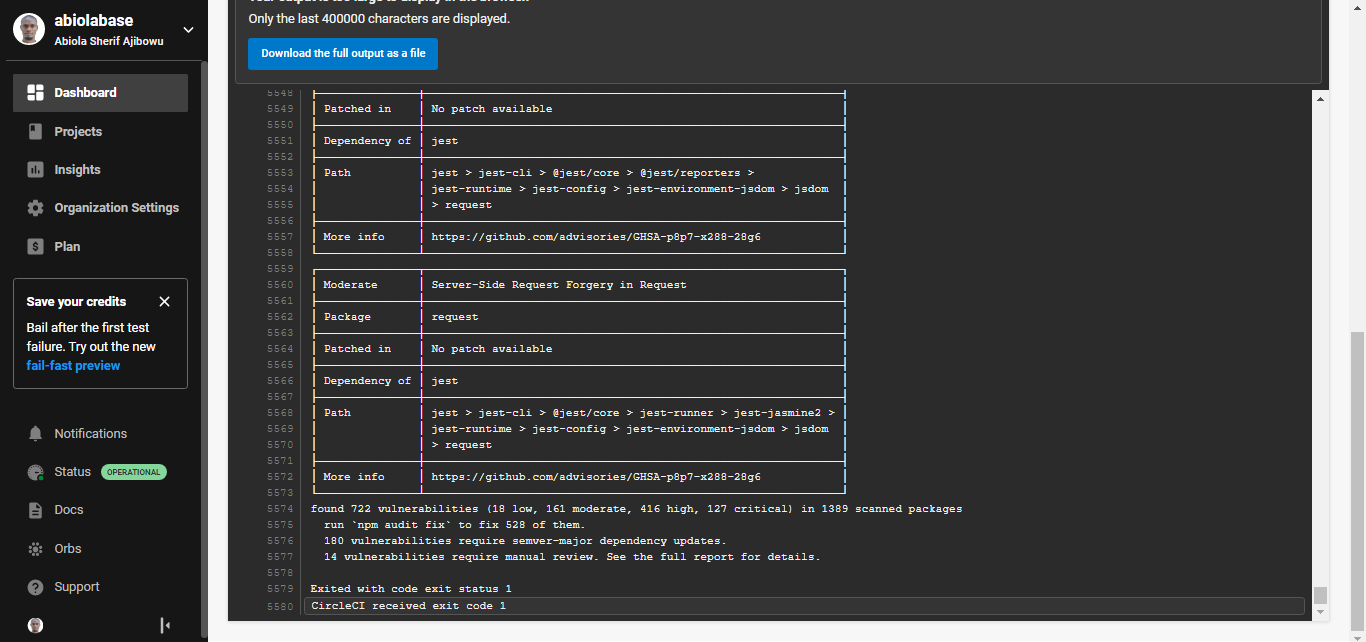 abiolabase
Abiola Sherif Ajibowu
Dashboard
Projects
Insights
Organization Settings
Plan
Save your credits
Bail after the first test
failure. Try out the new
fail-fast preview
Notifications
Status OPERATIONAL
Docs
Orbs
Support
Only the last 400000 characters are displayed.
Download the full output as a file
5548
5549 Patched in No patch available
5550
5551 Dependency of jest
5552
5553 Path jest > jest-cli > @jest/core > @jest/reporters >
5554 jest-runtime > jest-config > jest-environment-jsdom > jsdom
5555 > request
5556
5557 More info https://github.com/advisories/GHSA-p8p7-x288-28g6
5558
5559
5560 Moderate Server-Side Request Forgery in Request
5561
5562 Package request
5563
5564 Patched in No patch available
5565
5566 Dependency of jest
5567
5568 Path jest > jest-cli > @jest/core > jest-runner > jest-jasmine2 >
5569 jest-runtime > jest-config > jest-environment-jsdom > jsdom
5570 > request
5571
5572 More info https://github.com/advisories/GHSA-p8p7-x288-28g6
5573
5574 found 722 vulnerabilities (18 low, 161 moderate, 416 high, 127 critical) in 1389 scanned packages
5575 run `npm audit fix` to fix 528 of them.
5576 180 vulnerabilities require semver-major dependency updates.
5577 14 vulnerabilities require manual review. See the full report for details.
5578
5579 Exited with code exit status 1
5580 CircleCI received exit code 1